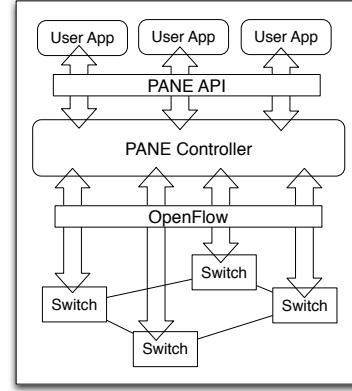 User App User App User App
PANE API
PANE Controller
OpenFlow
Switch
Switch
Switch
Switch